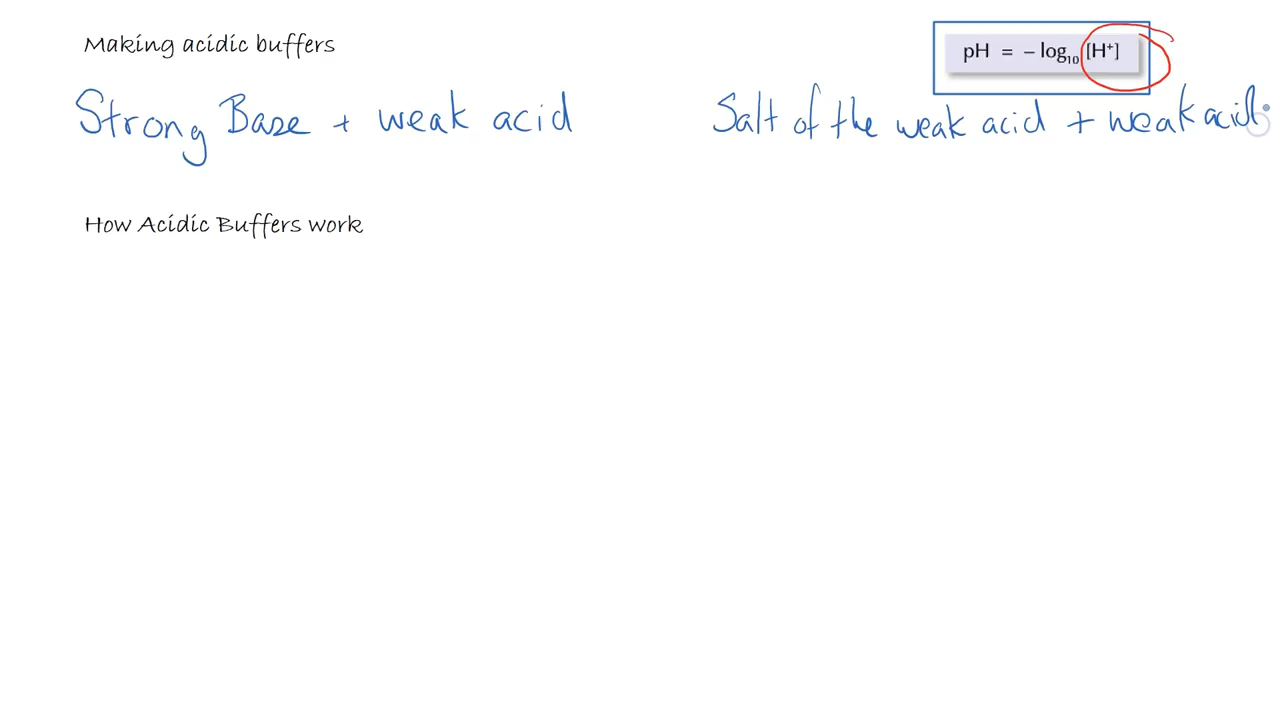 Making acidic buffers
pH = – log₁₀ [H⁺]
Strong Base + weak acid
Salt of the weak acid + weak acid
How Acidic Buffers work